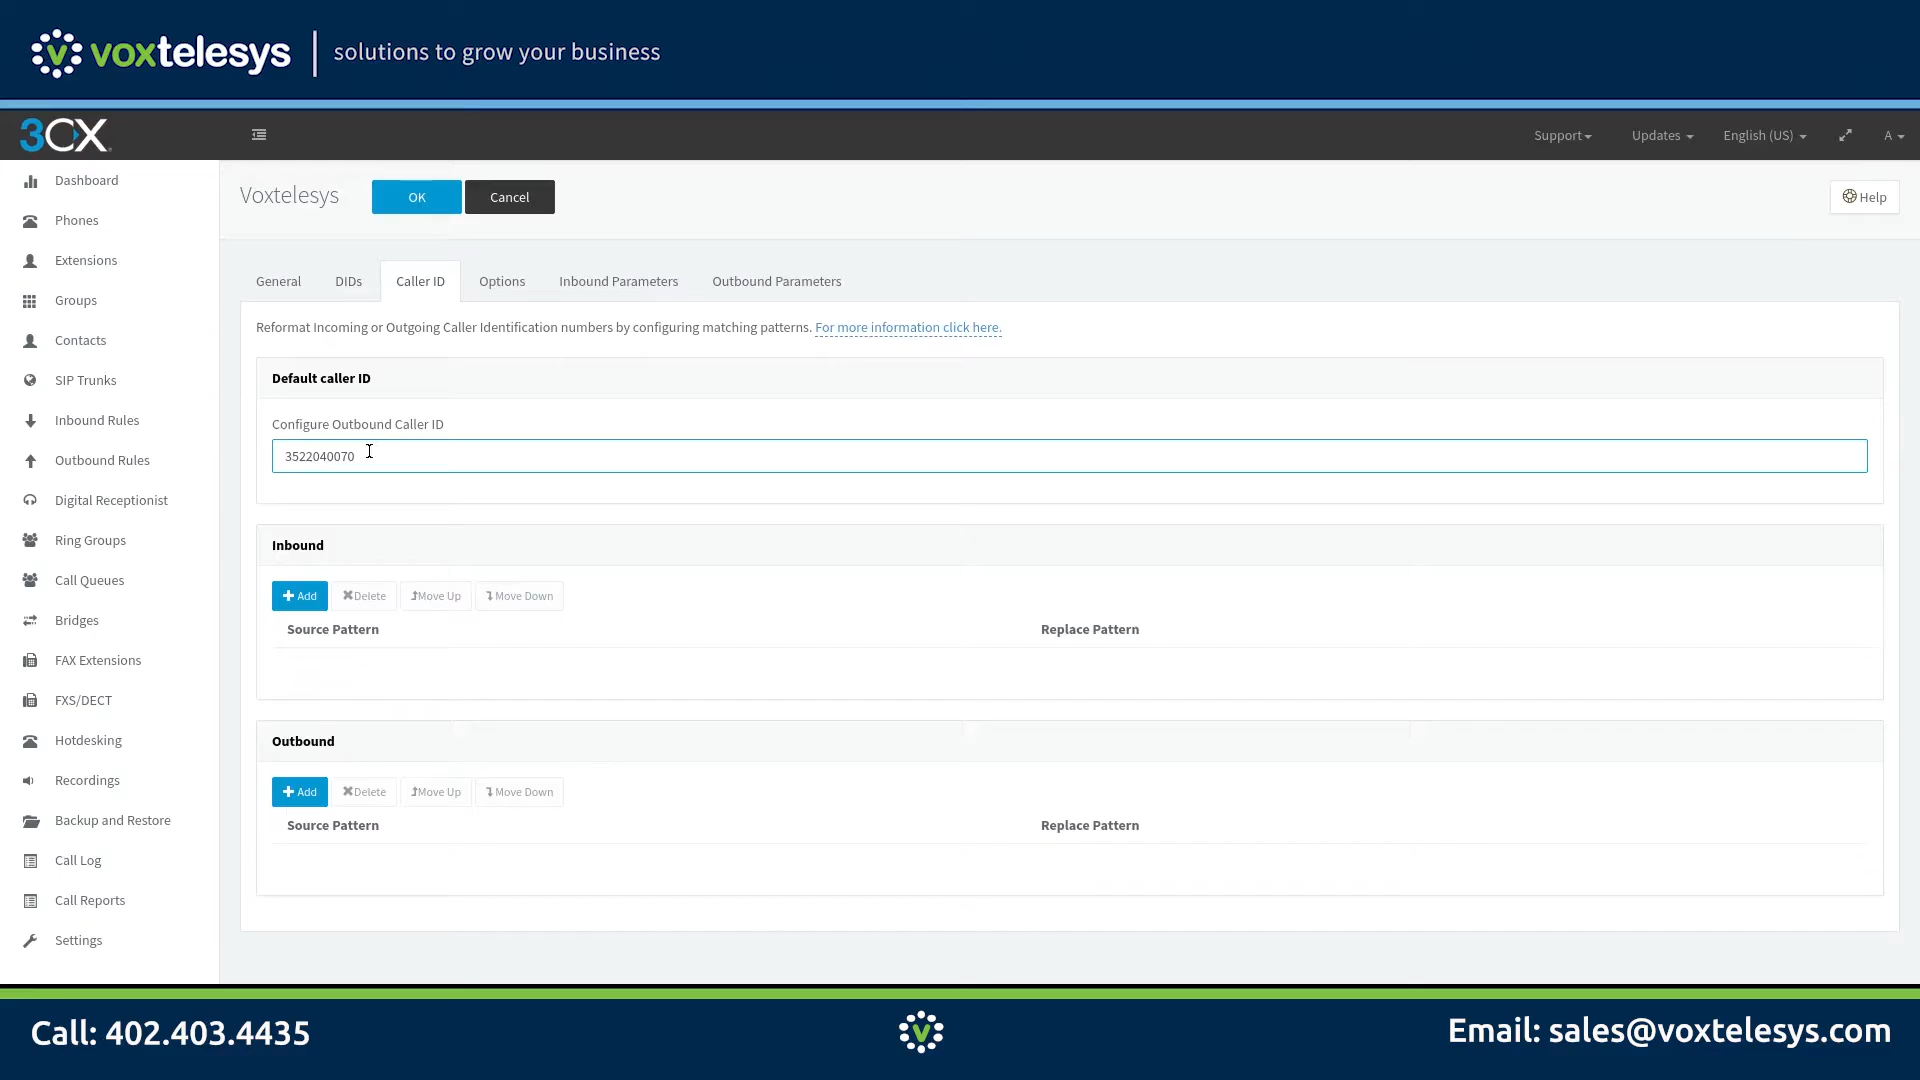 voxtelesys | solutions to grow your business
3CX
Support
Updates
English (US)
A
Dashboard
Phones
Extensions
Groups
Contacts
SIP Trunks
Inbound Rules
Outbound Rules
Digital Receptionist
Ring Groups
Call Queues
Bridges
FAX Extensions
FXS/DECT
Hotdesking
Recordings
Backup and Restore
Call Log
Call Reports
Settings
Voxtelesys
OK
Cancel
Help
General
DIDs
Caller ID
Options
Inbound Parameters
Outbound Parameters
Reformat Incoming or Outgoing Caller Identification numbers by configuring matching patterns. For more information click here.
Default caller ID
Configure Outbound Caller ID
3522040070
Inbound
Add
Delete
Move Up
Move Down
Source Pattern
Replace Pattern
Outbound
Add
Delete
Move Up
Move Down
Source Pattern
Replace Pattern
Call: 402.403.4435
v
Email: sales@voxtelesys.com